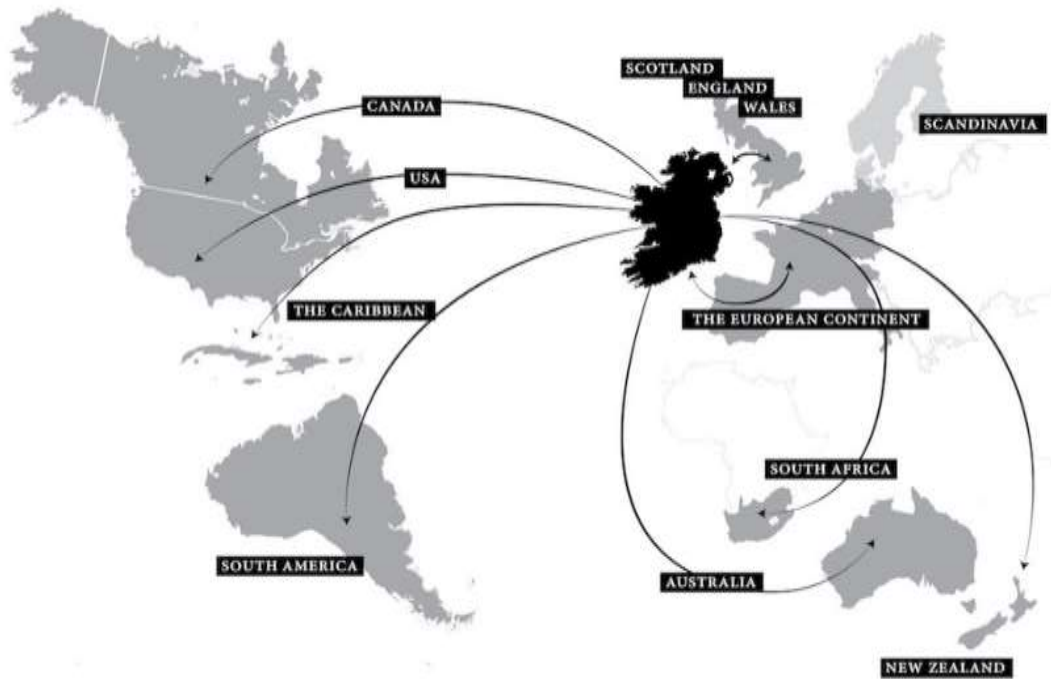 SCOTLAND
ENGLAND
WALES
CANADA
SCANDINAVIA
USA
THE CARIBBEAN
THE EUROPEAN CONTINENT
SOUTH AFRICA
SOUTH AMERICA
AUSTRALIA
NEW ZEALAND